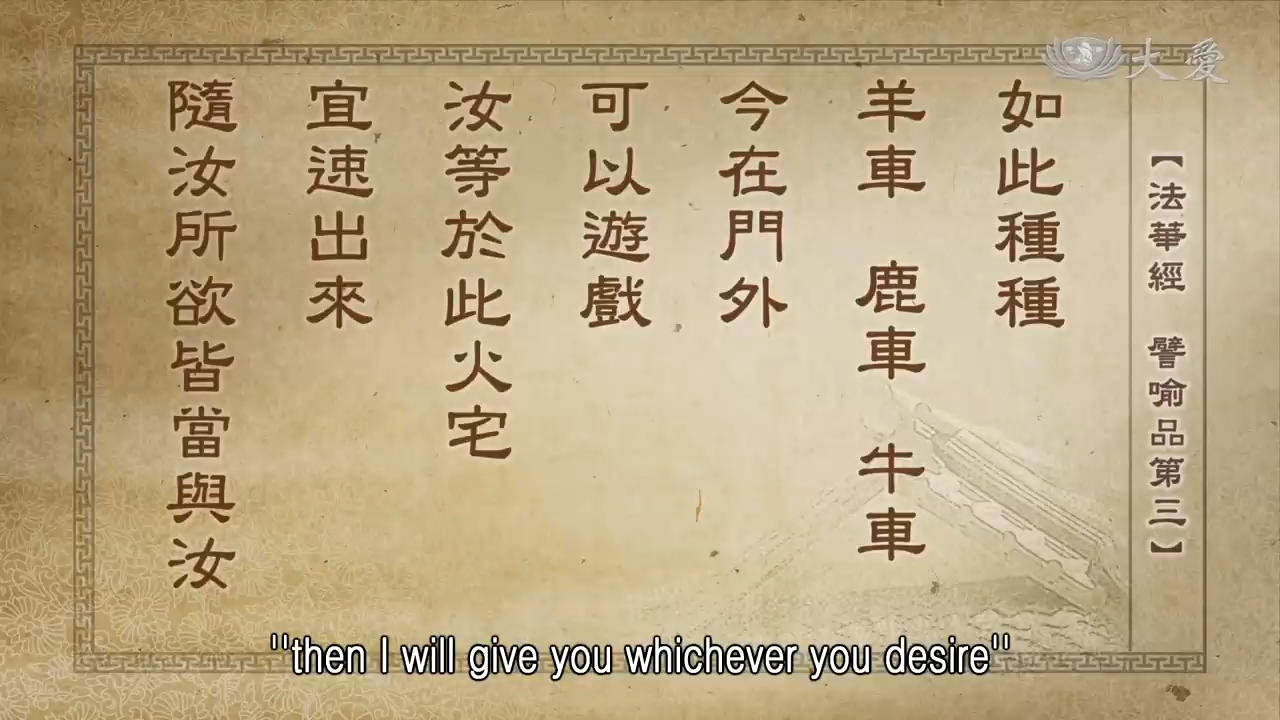 大愛
【法華經 譬喻品第三】
如此種種
羊車 鹿車 牛車
今在門外
可以遊戲
汝等於此火宅
宜速出來
隨汝所欲皆當與汝
"then I will give you whichever you desire"